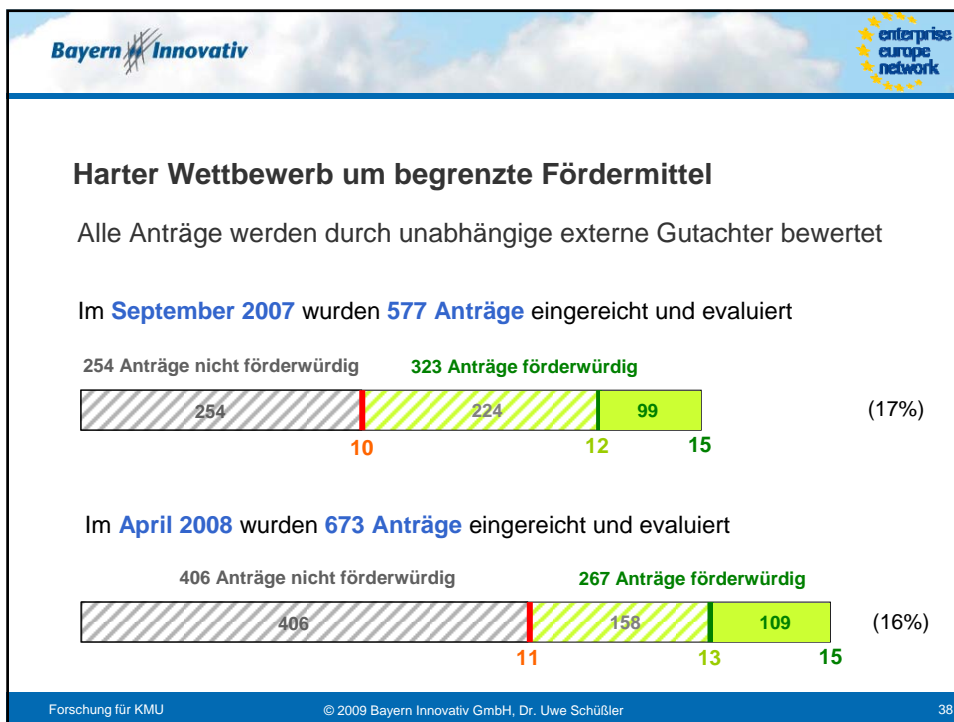 Bayern Innovativ
enterprise
europe
network
Harter Wettbewerb um begrenzte Fördermittel
Alle Anträge werden durch unabhängige externe Gutachter bewertet
Im September 2007 wurden 577 Anträge eingereicht und evaluiert
254 Anträge nicht förderwürdig 323 Anträge förderwürdig
254 224 99 (17%)
10 12 15
Im April 2008 wurden 673 Anträge eingereicht und evaluiert
406 Anträge nicht förderwürdig 267 Anträge förderwürdig
406 158 109 (16%)
11 13 15
Forschung für KMU © 2009 Bayern Innovativ GmbH, Dr. Uwe Schüßler 38